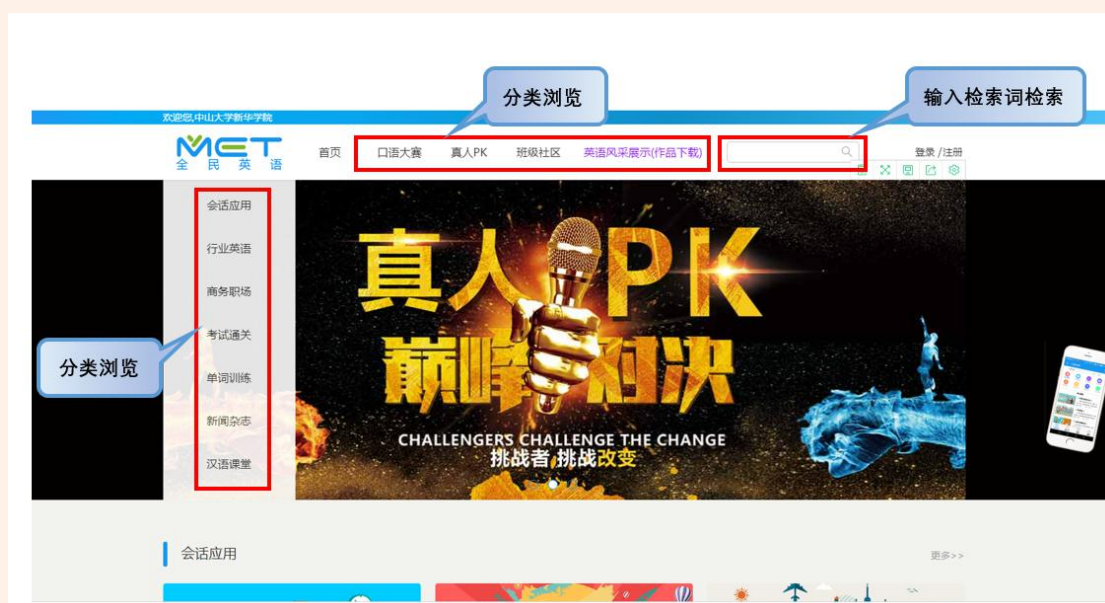 分类浏览
输入检索词检索
欢迎您,中山大学新华学院
MET
全民英语
首页 口语大赛 真人PK 班级社区 英语风采展示(作品下载)
登录 /注册
会话应用
行业英语
商务职场
考试通关
单词训练
新闻杂志
汉语课堂
分类浏览
真人PK
巅峰对决
CHALLENGERS CHALLENGE THE CHANGE
挑战者,挑战改变
会话应用
更多>>